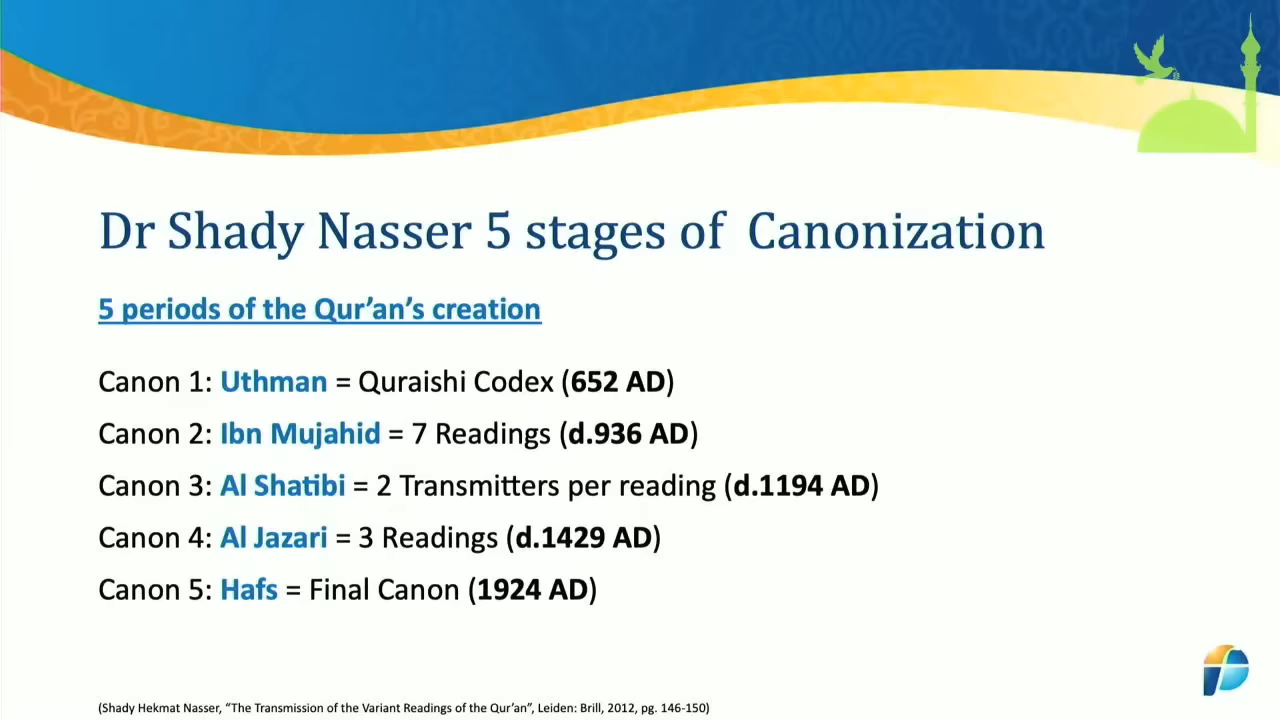 Dr Shady Nasser 5 stages of  Canonization
5 periods of the Qur’an’s creation
Canon 1: Uthman = Quraishi Codex (652 AD)
Canon 2: Ibn Mujahid = 7 Readings (d.936 AD)
Canon 3: Al Shatibi = 2 Transmitters per reading (d.1194 AD)
Canon 4: Al Jazari = 3 Readings (d.1429 AD)
Canon 5: Hafs = Final Canon (1924 AD)
(Shady Hekmat Nasser, “The Transmission of the Variant Readings of the Qur’an”, Leiden: Brill, 2012, pg. 146-150)